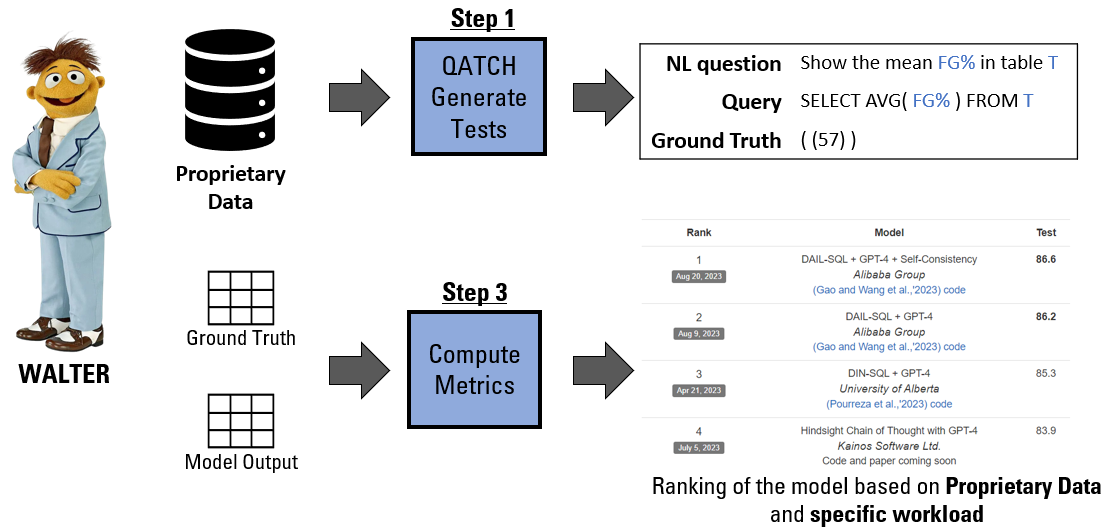 Step 1
QATCH
Generate
Tests
Proprietary
Data
NL question Show the mean FG% in table T
Query SELECT AVG( FG% ) FROM T
Ground Truth ( (57) )
WALTER
Ground Truth
Model Output
Step 3
Compute
Metrics
Rank Model Test
1 DAIL-SQL + GPT-4 + Self-Consistency 86.6
Aug 20, 2023 Alibaba Group
(Gao and Wang et al.,'2023) code
2 DAIL-SQL + GPT-4 86.2
Aug 9, 2023 Alibaba Group
(Gao and Wang et al.,'2023) code
3 DIN-SQL + GPT-4 85.3
Apr 21, 2023 University of Alberta
(Pourreza et al.,'2023) code
4 Hindsight Chain of Thought with GPT-4 83.9
July 5, 2023 Kainos Software Ltd.
Code and paper coming soon
Ranking of the model based on Proprietary Data
and specific workload